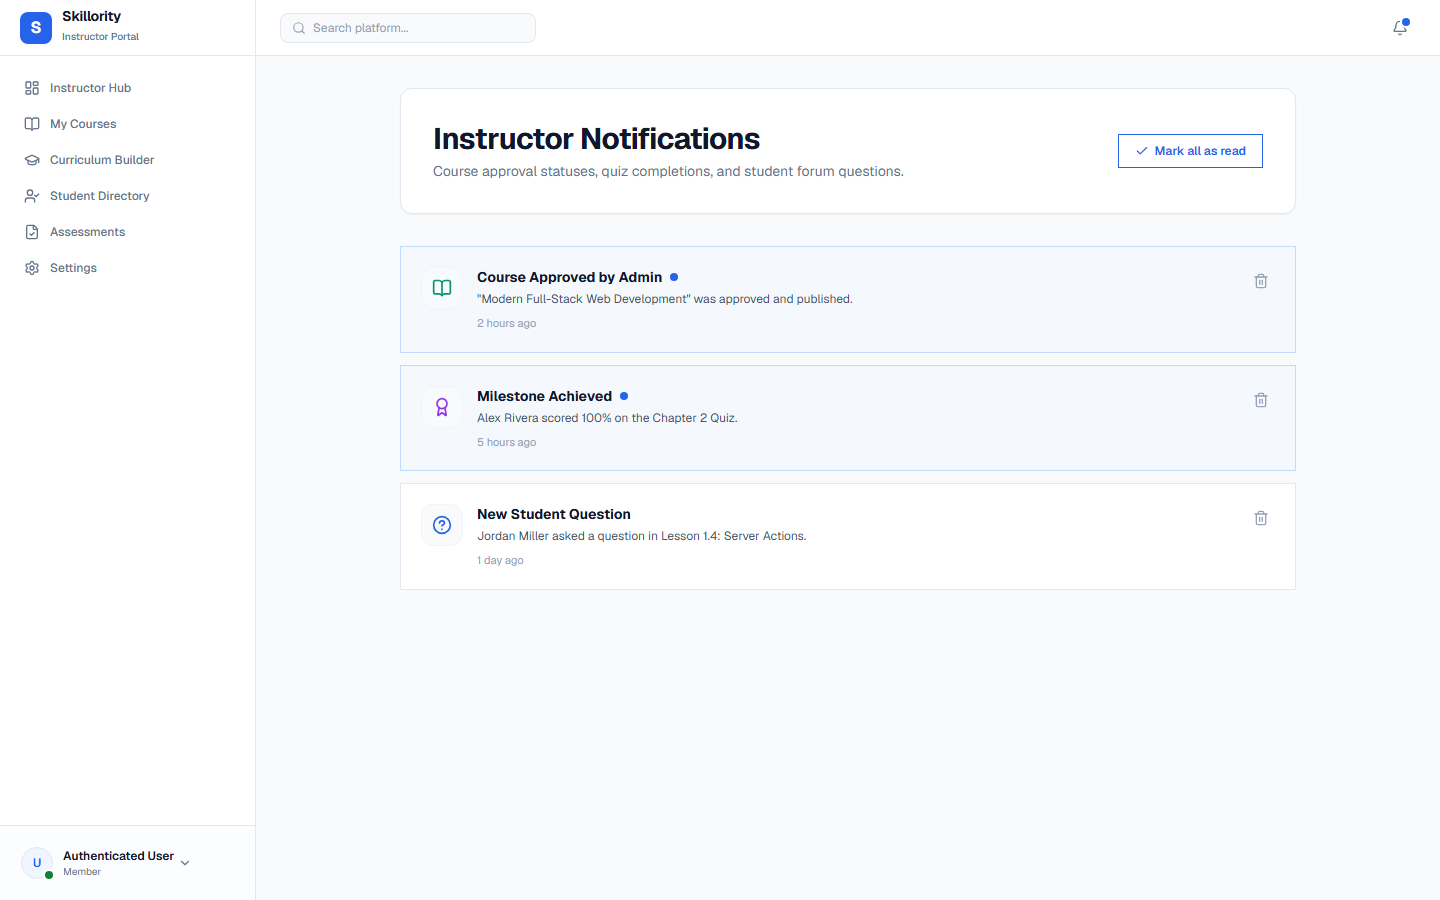 S
Skillority
Instructor Portal
Search platform...
Instructor Hub
My Courses
Curriculum Builder
Student Directory
Assessments
Settings
Instructor Notifications
Course approval statuses, quiz completions, and student forum questions.
Mark all as read
Course Approved by Admin
"Modern Full-Stack Web Development" was approved and published.
2 hours ago
Milestone Achieved
Alex Rivera scored 100% on the Chapter 2 Quiz.
5 hours ago
New Student Question
Jordan Miller asked a question in Lesson 1.4: Server Actions.
1 day ago
U
Authenticated User
Member